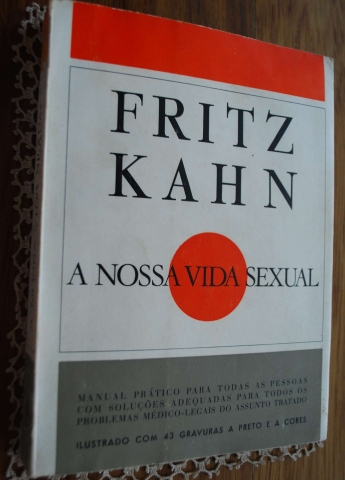 FRITZ
KAHN
A NOSSA VIDA SEXUAL
MANUAL PRÁTICO PARA TODAS AS PESSOAS
COM SOLUÇÕES ADEQUADAS PARA TODOS OS
PROBLEMAS MÉDICO-LEGAIS DO ASSUNTO TRATADO
ILUSTRADO COM 43 GRAVURAS A PRETO E A CORES